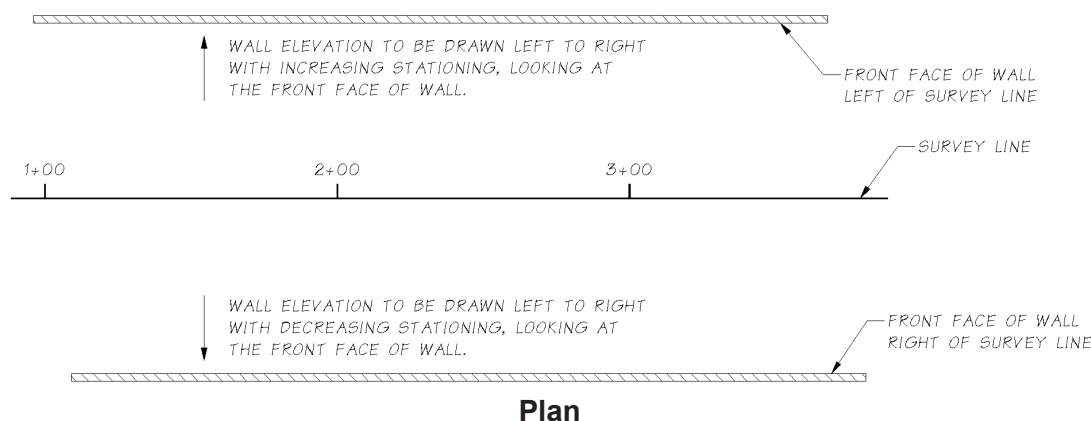 WALL ELEVATION TO BE DRAWN LEFT TO RIGHT
WITH INCREASING STATIONING, LOOKING AT
THE FRONT FACE OF WALL.
FRONT FACE OF WALL
LEFT OF SURVEY LINE
SURVEY LINE
1+00
2+00
3+00
WALL ELEVATION TO BE DRAWN LEFT TO RIGHT
WITH DECREASING STATIONING, LOOKING AT
THE FRONT FACE OF WALL.
FRONT FACE OF WALL
RIGHT OF SURVEY LINE
Plan